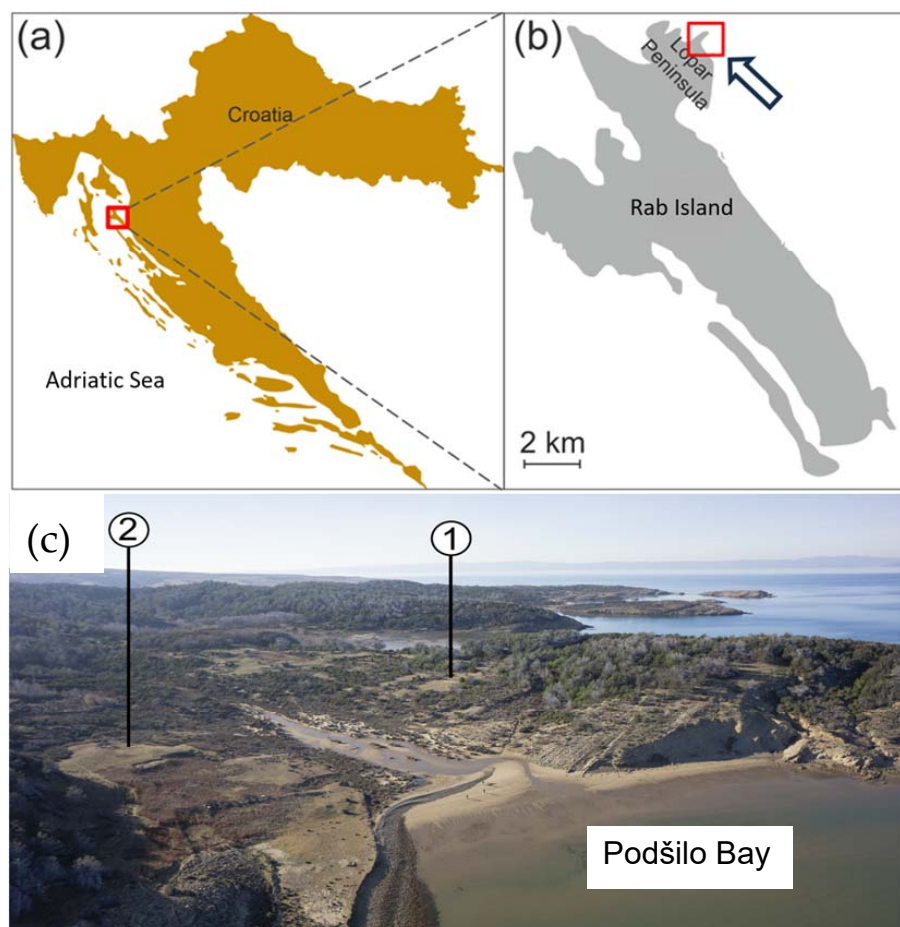 (a)
Croatia
Adriatic Sea
(b)
Lopar
Peninsula
Rab Island
2 km
(c)
2
1
Podšilo Bay